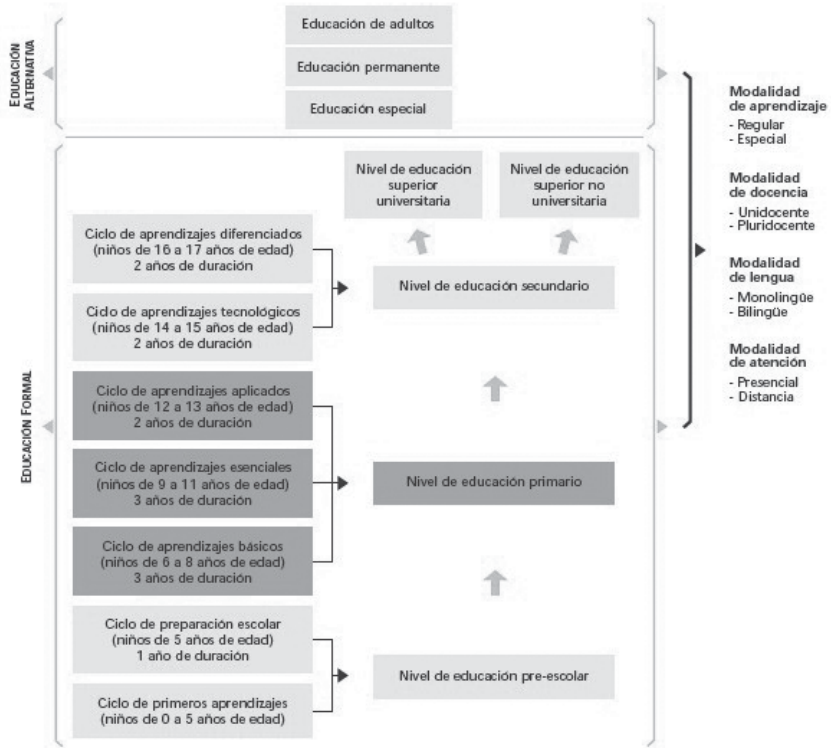 EDUCACIÓN
ALTERNATIVA
Educación de adultos
Educación permanente
Educación especial
EDUCACIÓN FORMAL
Nivel de educación
superior
universitaria
Nivel de educación
superior no
universitaria
Ciclo de aprendizajes diferenciados
(niños de 16 a 17 años de edad)
2 años de duración
Ciclo de aprendizajes tecnológicos
(niños de 14 a 15 años de edad)
2 años de duración
Nivel de educación secundario
Ciclo de aprendizajes aplicados
(niños de 12 a 13 años de edad)
2 años de duración
Ciclo de aprendizajes esenciales
(niños de 9 a 11 años de edad)
3 años de duración
Ciclo de aprendizajes básicos
(niños de 6 a 8 años de edad)
3 años de duración
Nivel de educación primario
Ciclo de preparación escolar
(niños de 5 años de edad)
1 año de duración
Ciclo de primeros aprendizajes
(niños de 0 a 5 años de edad)
Nivel de educación pre-escolar
Modalidad
de aprendizaje
- Regular
- Especial
Modalidad
de docencia
- Unidocente
- Pluridocente
Modalidad
de lengua
- Monolingüe
- Bilingüe
Modalidad
de atención
- Presencial
- Distancia